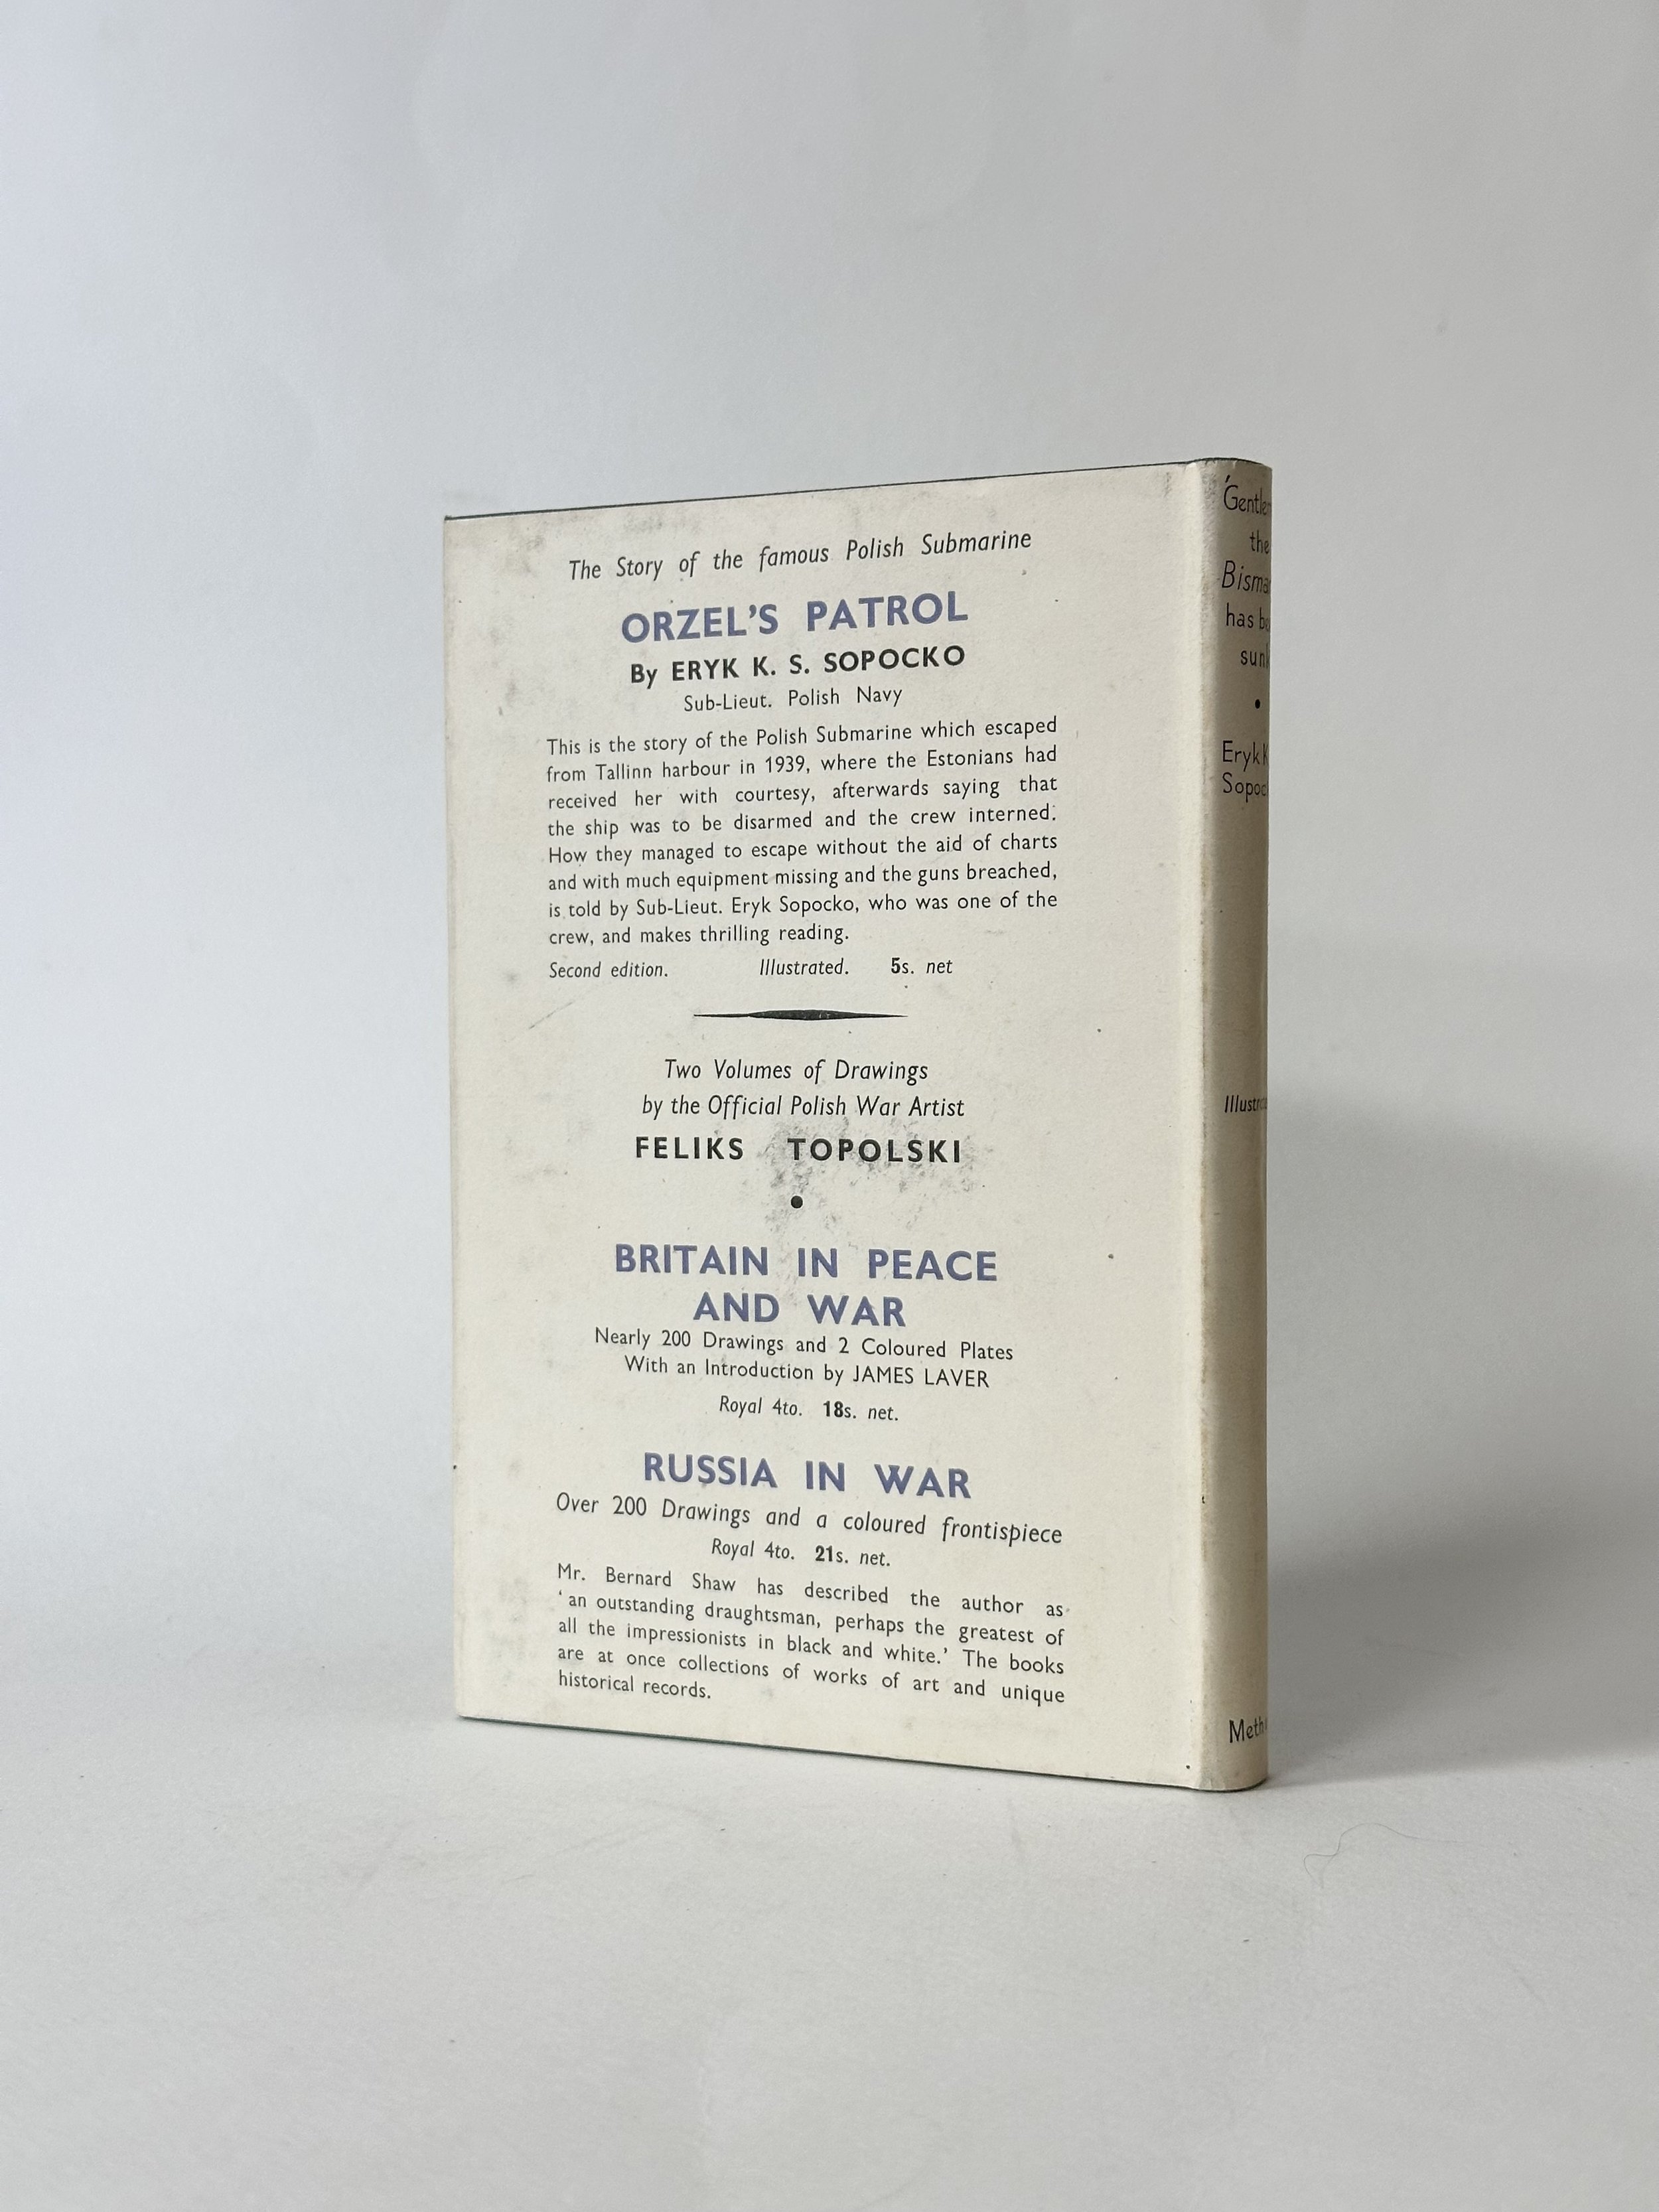 The Story of the famous Polish Submarine
ORZEL'S PATROL
By ERYK K. S. SOPOCKO
Sub-Lieut. Polish Navy
This is the story of the Polish Submarine which escaped
from Tallinn harbour in 1939, where the Estonians had
received her with courtesy, afterwards saying that
the ship was to be disarmed and the crew interned.
How they managed to escape without the aid of charts
and with much equipment missing and the guns breached,
is told by Sub-Lieut. Eryk Sopocko, who was one of the
crew, and makes thrilling reading.
Second edition. Illustrated. 5s. net
Two Volumes of Drawings
by the Official Polish War Artist
FELIKS TOPOLSKI
•
BRITAIN IN PEACE
AND WAR
Nearly 200 Drawings and 2 Coloured Plates
With an Introduction by JAMES LAVER
Royal 4to. 18s. net.
RUSSIA IN WAR
Over 200 Drawings and a coloured frontispiece
Royal 4to. 21s. net.
Mr. Bernard Shaw has described the author as
' an outstanding draughtsman, perhaps the greatest of
all the impressionists in black and white.' The books
are at once collections of works of art and unique
historical records.
the
has
•
Eryk